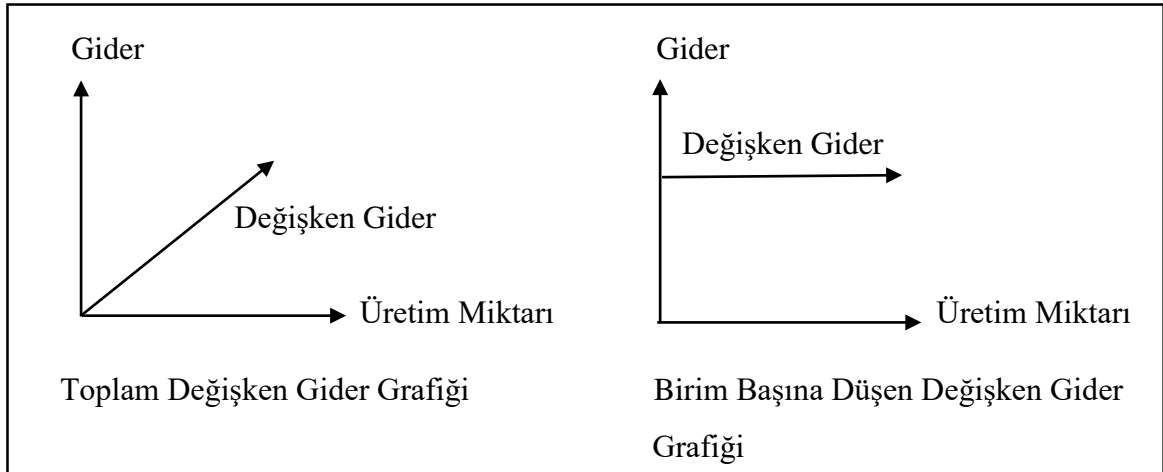 Gider
Değişken Gider
Üretim Miktarı
Toplam Değişken Gider Grafiği
Gider
Değişken Gider
Üretim Miktarı
Birim Başına Düşen Değişken Gider
Grafiği